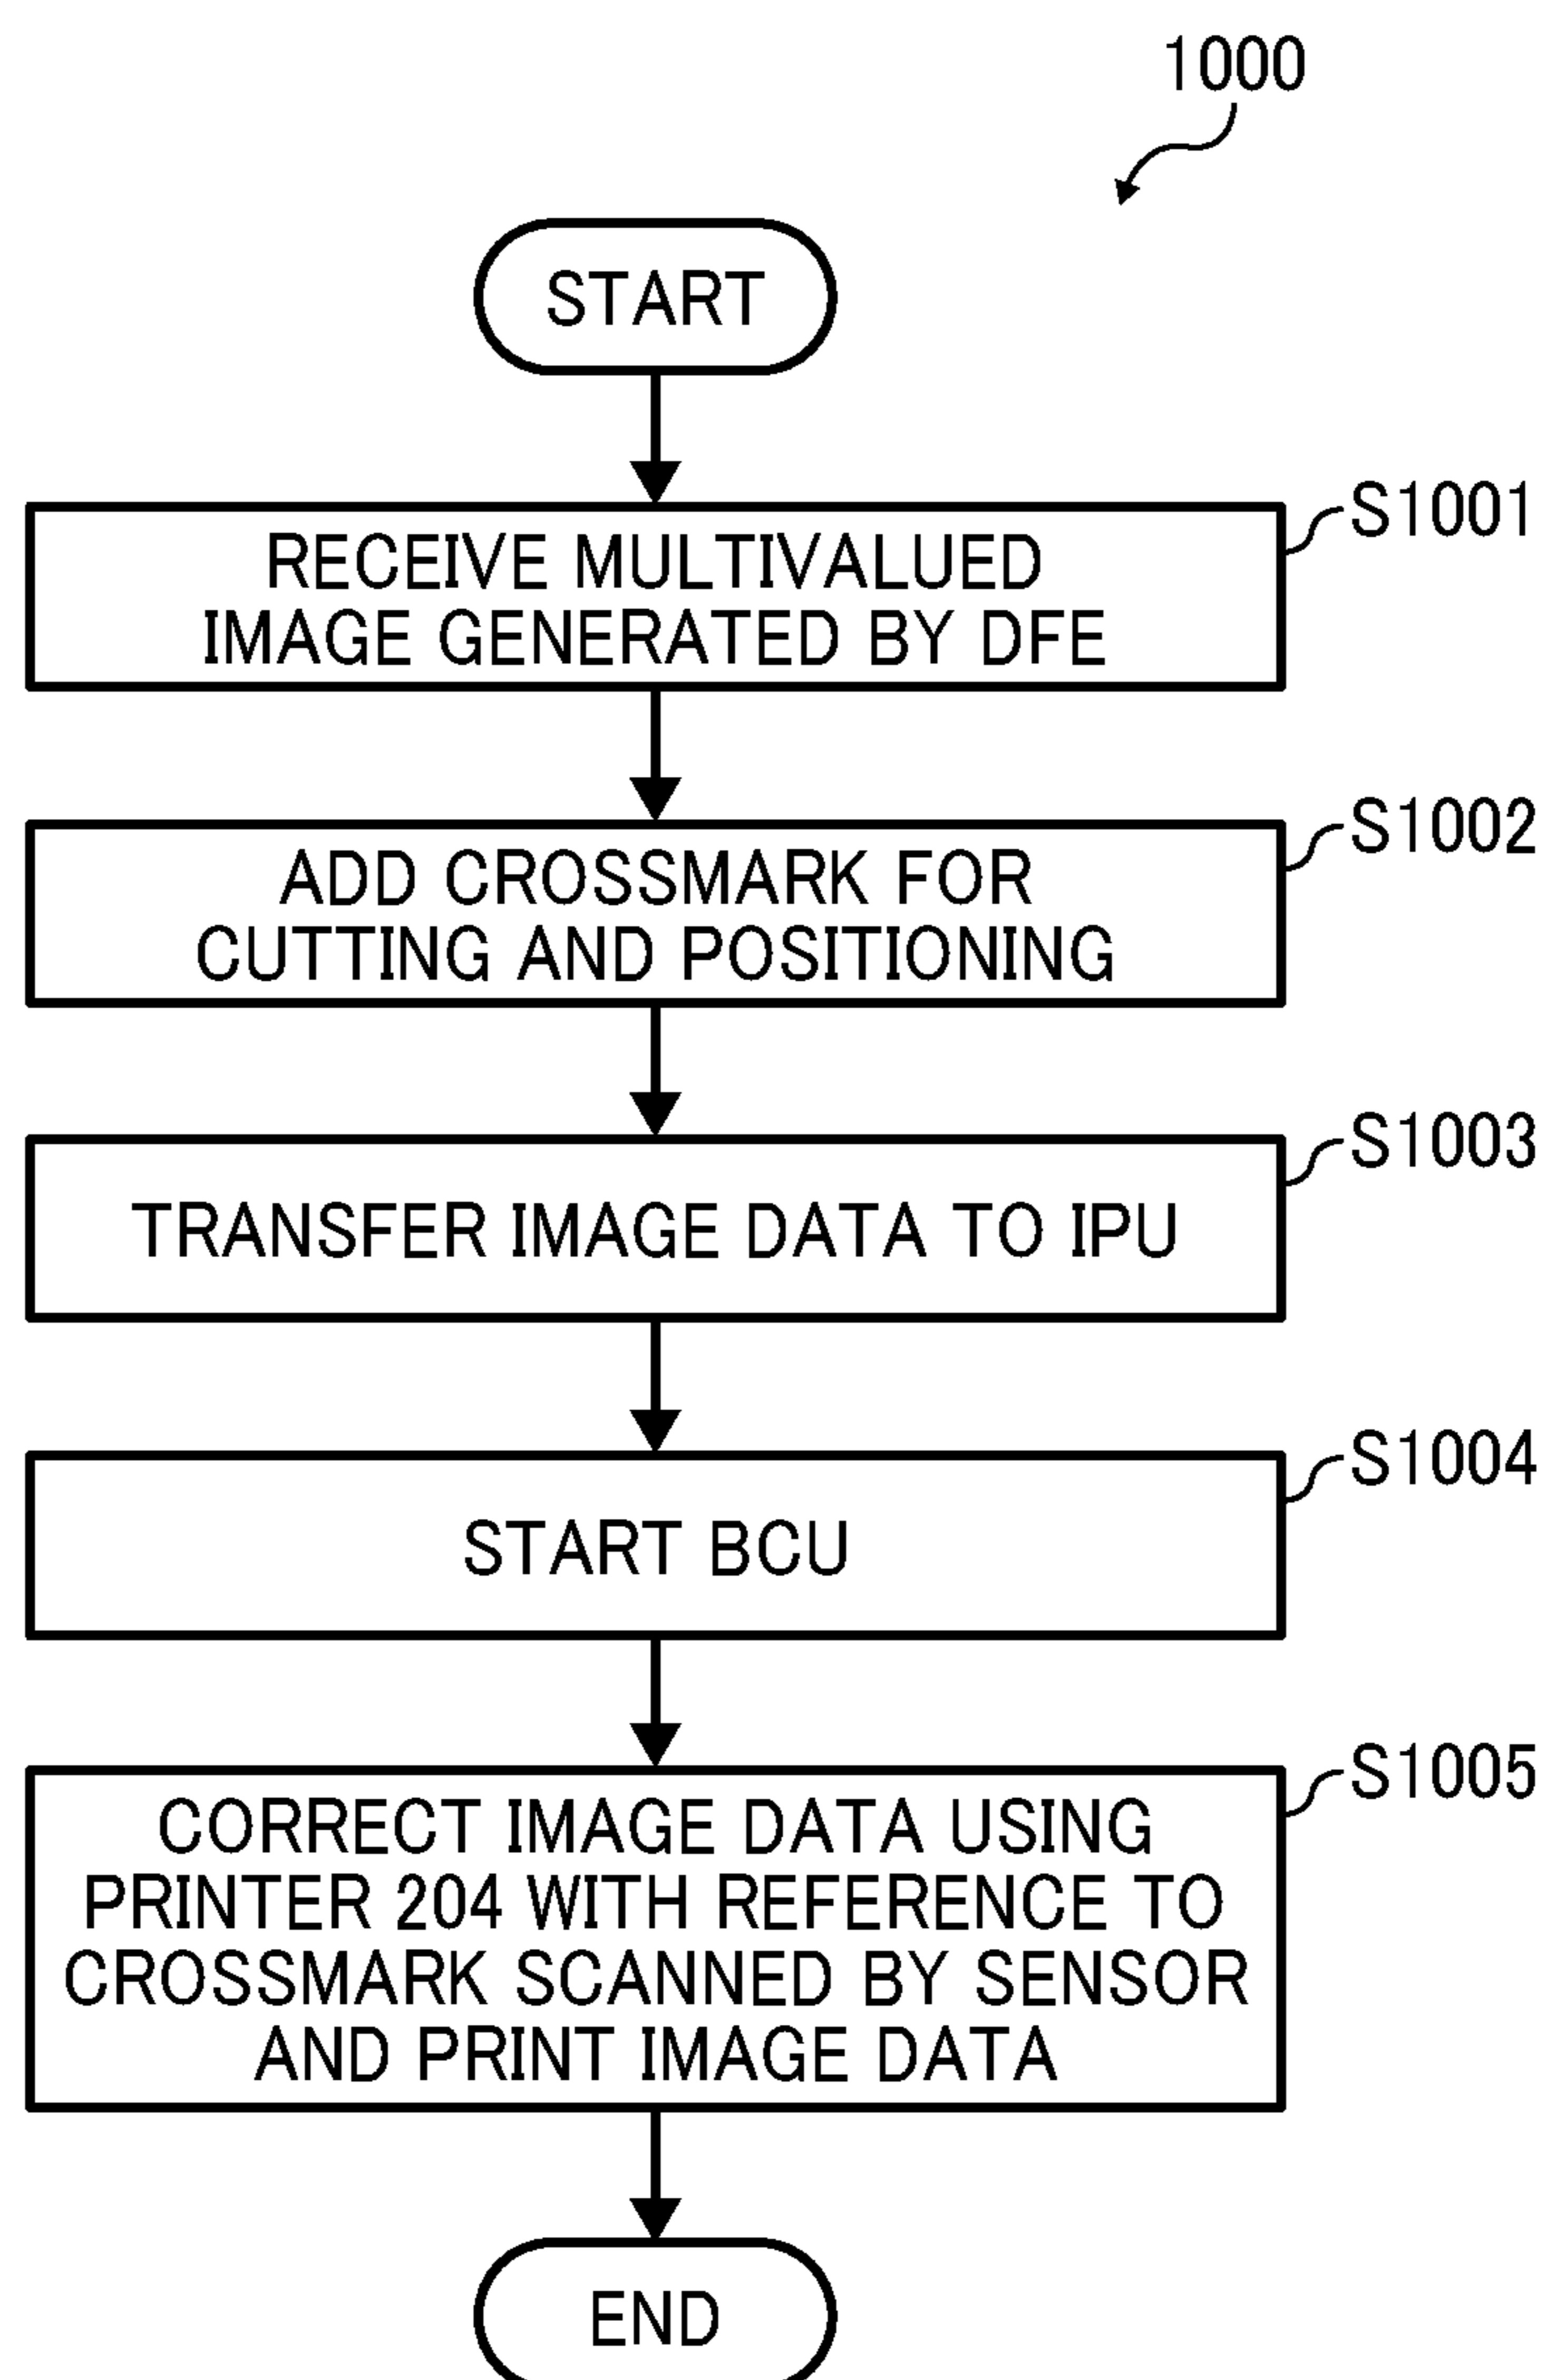 1000
START
S1001
RECEIVE MULTIVALUED
IMAGE GENERATED BY DFE
S1002
ADD CROSSMARK FOR
CUTTING AND POSITIONING
S1003
TRANSFER IMAGE DATA TO IPU
S1004
START BCU
S1005
CORRECT IMAGE DATA USING
PRINTER 204 WITH REFERENCE TO
CROSSMARK SCANNED BY SENSOR
AND PRINT IMAGE DATA
END